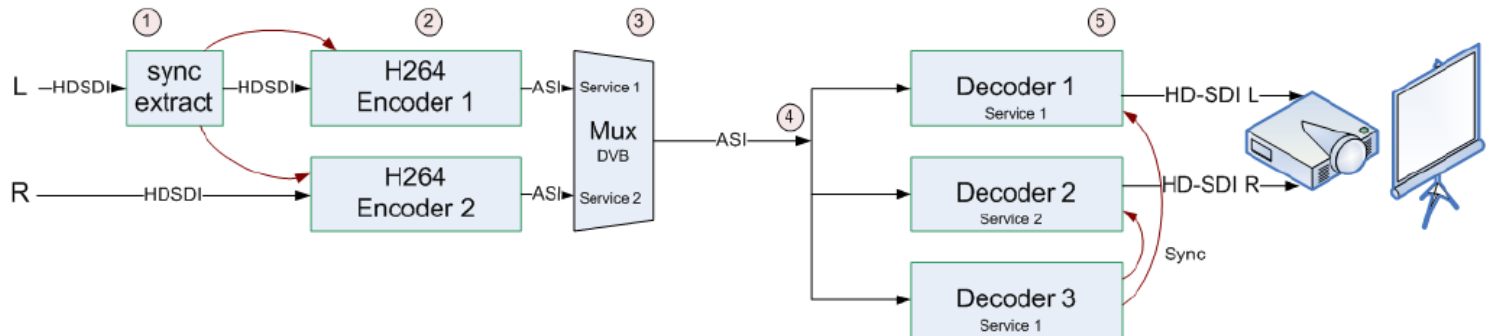 1
2
3
5
L
HDSDI
sync
extract
HDSDI
H264
Encoder 1
ASI
Service 1
Mux
DVB
Service 2
ASI
4
Decoder 1
Service 1
HD-SDI L
R
HDSDI
H264
Encoder 2
ASI
Decoder 2
Service 2
HD-SDI R
Sync
Decoder 3
Service 1